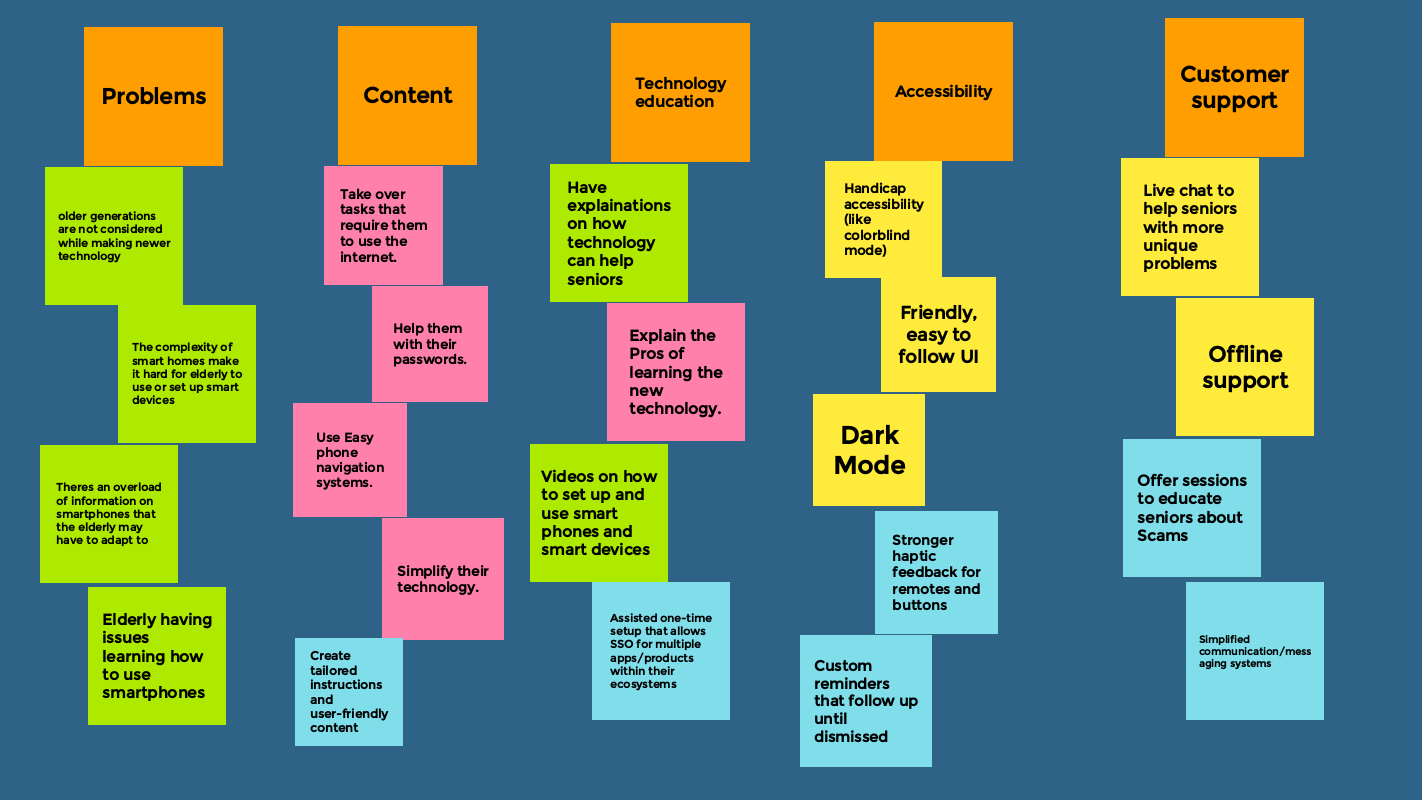 Problems
older generations
are not considered
while making newer
technology
The complexity of
smart homes make
it hard for elderly to
use or set up smart
devices
Theres an overload
of information on
smartphones that
the elderly may
have to adapt to
Elderly having
issues
learning how
to use
smartphones
Content
Take over
tasks that
require them
to use the
internet.
Help them
with their
passwords.
Use Easy
phone
navigation
systems.
Simplify their
technology.
Create
tailored
instructions
and
user-friendly
content
Technology
education
Have
explainations
on how
technology
can help
seniors
Explain the
Pros of
learning the
new
technology.
Videos on how
to set up and
use smart
phones and
smart devices
Assisted one-time
setup that allows
SSO for multiple
apps/products
within their
ecosystems
Accessibility
Handicap
accessibility
(like
colorblind
mode)
Friendly,
easy to
follow UI
Dark
Mode
Stronger
haptic
feedback for
remotes and
buttons
Custom
reminders
that follow up
until
dismissed
Customer
support
Live chat to
help seniors
with more
unique
problems
Offline
support
Offer sessions
to educate
seniors about
Scams
Simplified
communication/mess
aging systems